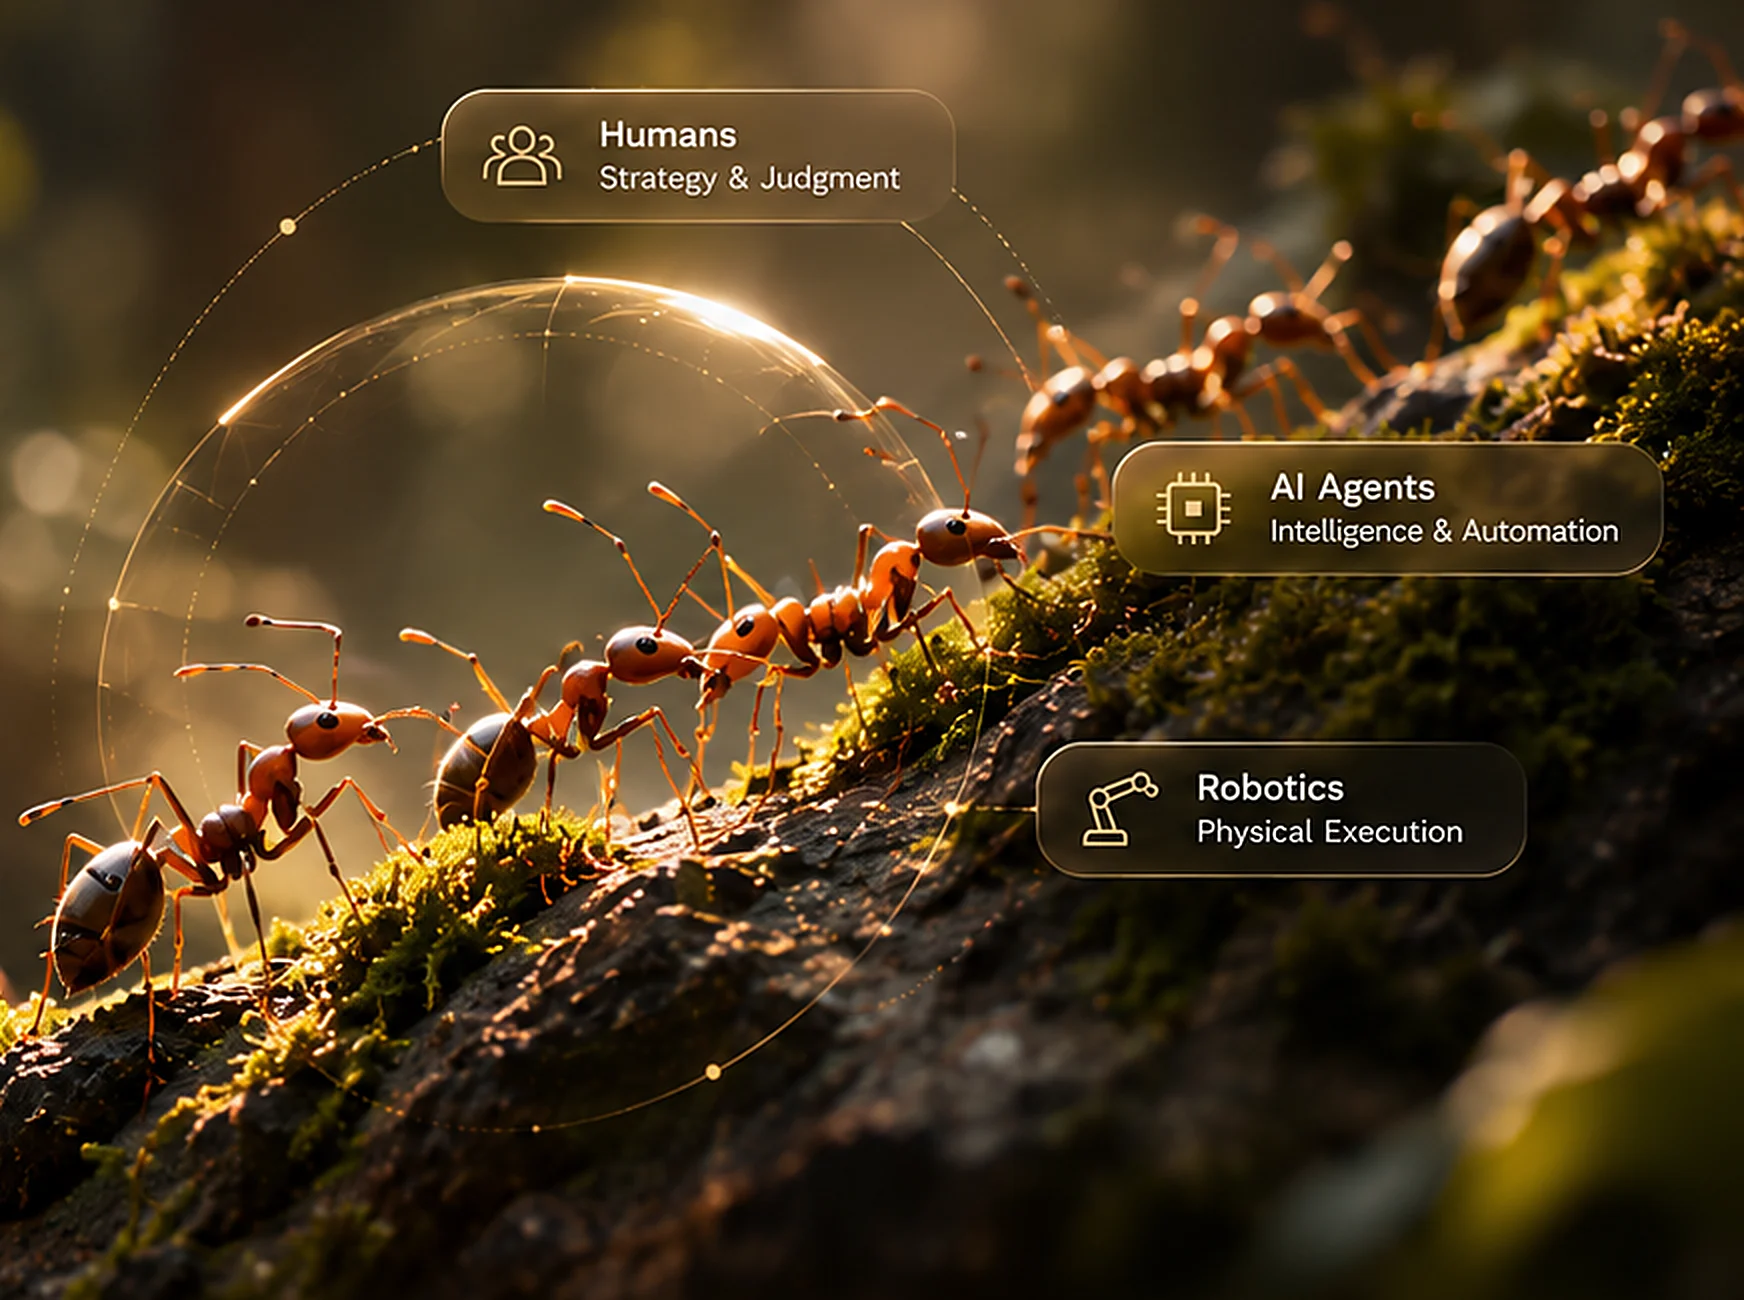 Humans
Strategy & Judgment
AI Agents
Intelligence & Automation
Robotics
Physical Execution